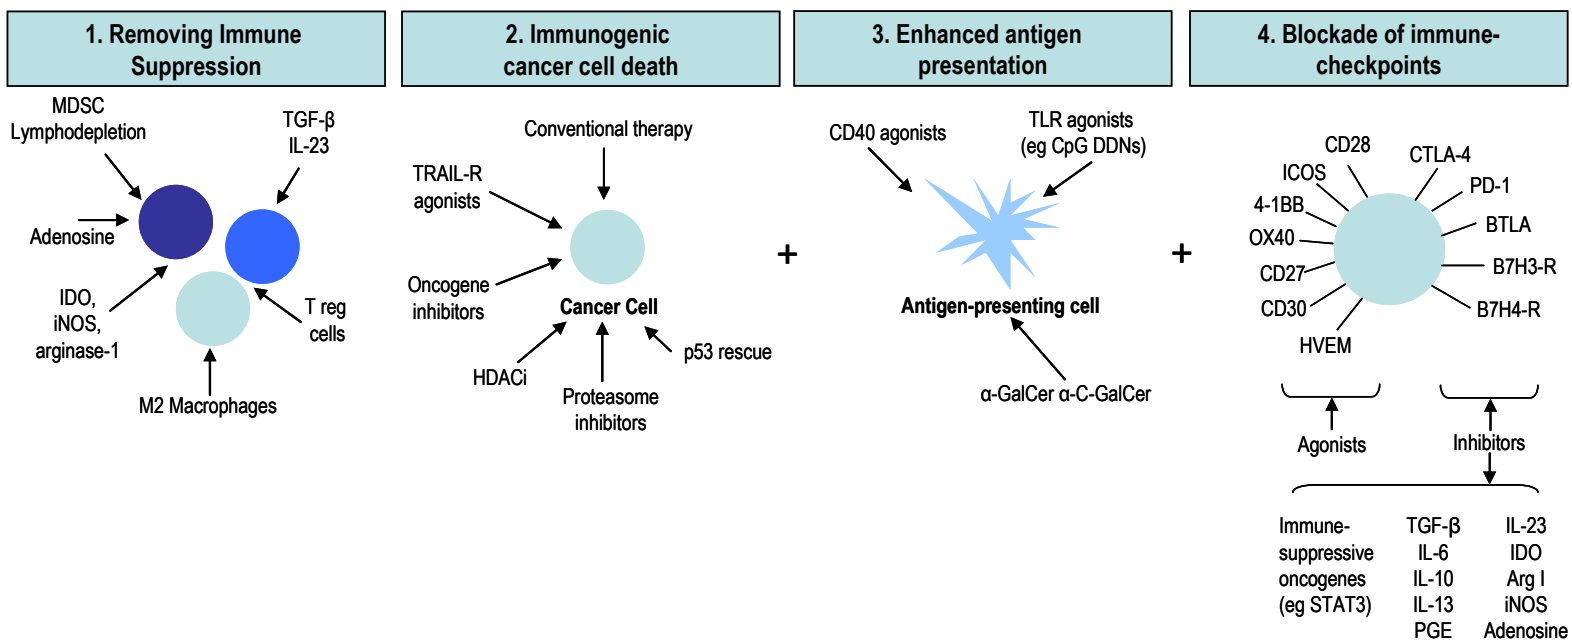 1. Removing Immune
Suppression
2. Immunogenic
cancer cell death
3. Enhanced antigen
presentation
4. Blockade of immune-
checkpoints
MDSC
Lymphodepletion
TGF-β
IL-23
Adenosine
IDO,
iNOS,
arginase-1
T reg
cells
M2 Macrophages
Conventional therapy
TRAIL-R
agonists
Oncogene
inhibitors
Cancer Cell
HDACi
Proteasome
inhibitors
p53 rescue
+
CD40 agonists
TLR agonists
(eg CpG DDNs)
Antigen-presenting cell
α-GalCer α-C-GalCer
+
CD28
ICOS
4-1BB
OX40
CD27
CD30
HVEM
CTLA-4
PD-1
BTLA
B7H3-R
B7H4-R
Agonists
Inhibitors
Immune-
suppressive
oncogenes
(eg STAT3)
TGF-β
IL-6
IL-10
IL-13
PGE
IL-23
IDO
Arg I
iNOS
Adenosine